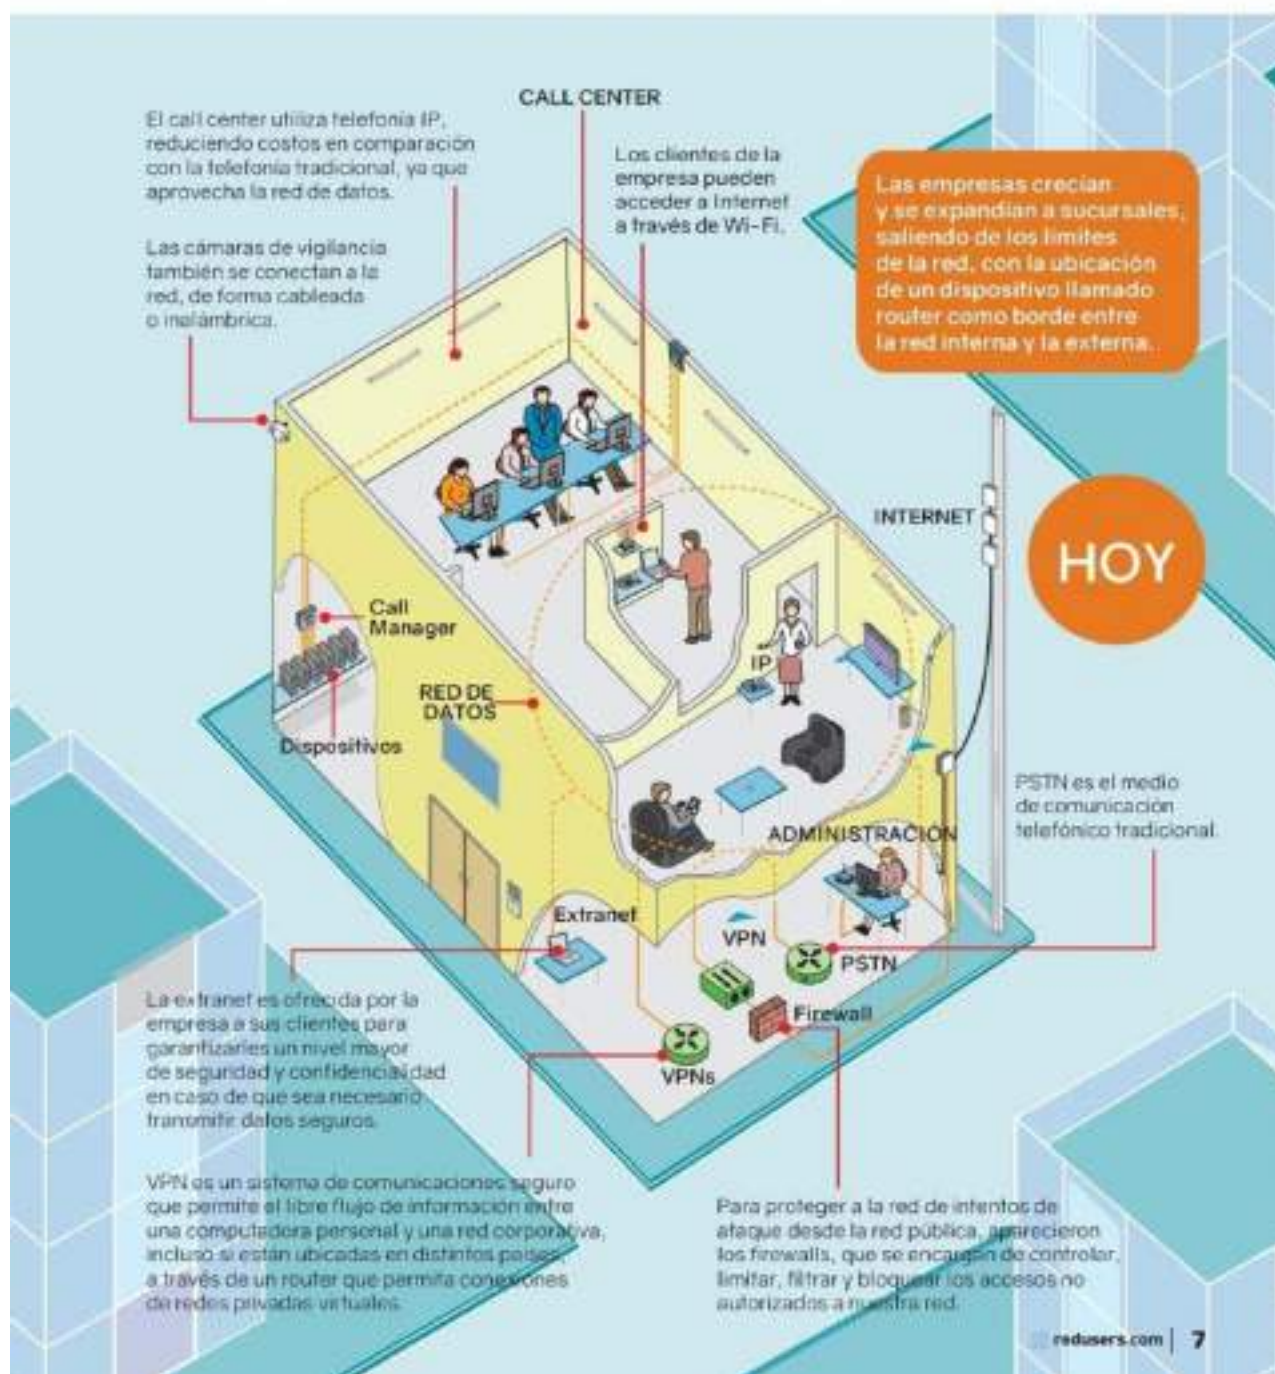 CALL CENTER
El call center utiliza telefonía IP,
reduciendo costos en comparación
con la telefonía tradicional, ya que
aprovecha la red de datos.
Los clientes de la
empresa pueden
acceder a Internet
a través de Wi-Fi.
Las empresas crecían
y se expandían a sucursales,
saliendo de los límites
de la red, con la ubicación
de un dispositivo llamado
router como borde entre
la red interna y la externa.
Las cámaras de vigilancia
también se conectan a la
red, de forma cableada
o inalámbrica.
INTERNET
HOY
Call
Manager
IP
RED DE
DATOS
Dispositivos
PSTN es el medio
de comunicación
telefónico tradicional.
ADMINISTRACIÓN
Extranet
VPN
PSTN
Firewall
VPNs
La extranet es ofrecida por la
empresa a sus clientes para
garantizarles un nivel mayor
de seguridad y confidencialidad
en caso de que sea necesario
transmitir datos seguros.
VPN es un sistema de comunicaciones seguro
que permite el libre flujo de información entre
una computadora personal y una red corporativa,
incluso si están ubicadas en distintos países,
a través de un router que permita conexiones
de redes privadas virtuales.
Para proteger a la red de intentos de
ataque desde la red pública, aparecieron
los firewalls, que se encargan de controlar,
limitar, filtrar y bloquear los accesos no
autorizados a nuestra red.
redusers.com | 7